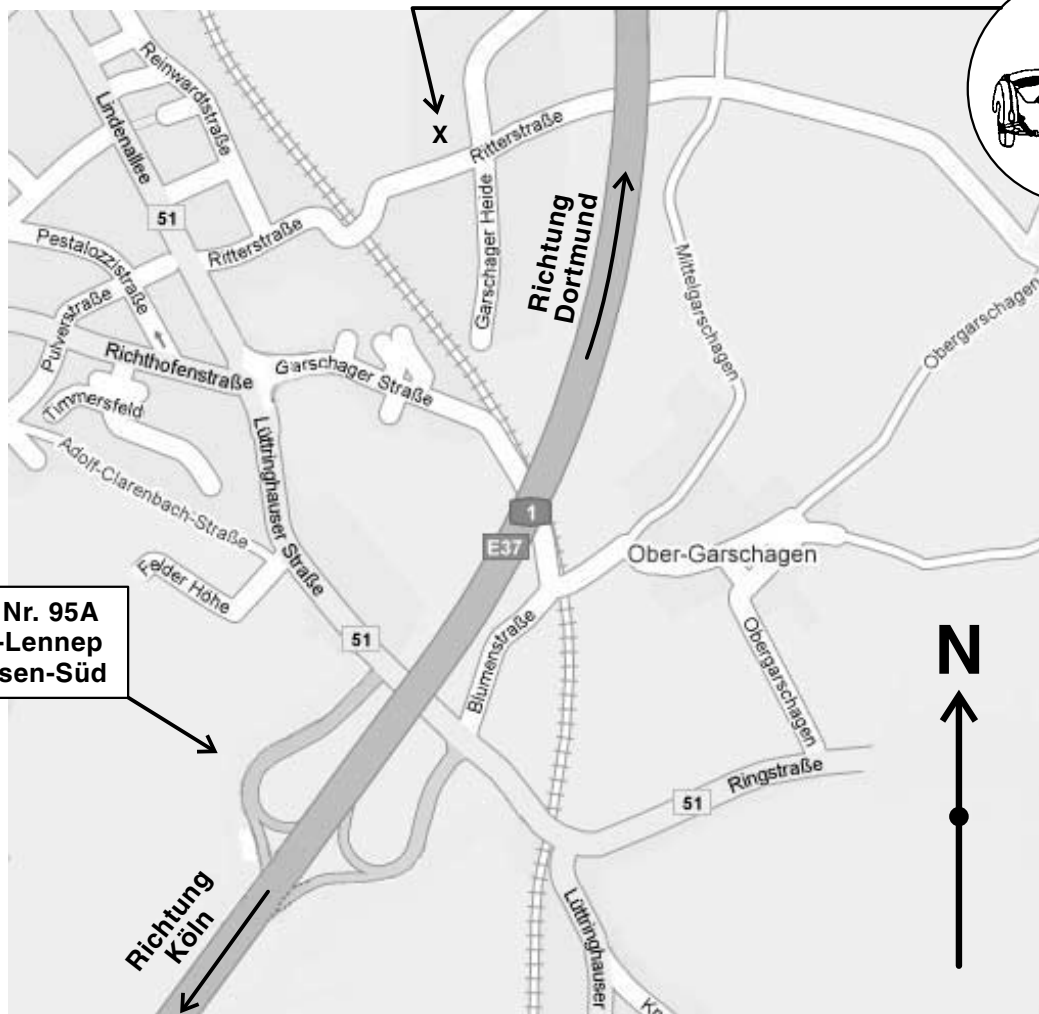 Reinwardtstraße
Lindenallee
X
Ritterstraße
51
Richtung
Dortmund
Garschager Heide
Pestalozzistraße
Ritterstraße
Mittelgarschagen
Obergarschagen
Pulverstraße
Richthofenstraße
Garschager Straße
Timmersfeld
Lüttringhauser Straße
Adolf-Clarenbach-Straße
1
E37
Ober-Garschagen
Felder Höhe
Nr. 95A
-Lennep
sen-Süd
51
Blumenstraße
Obergarschagen
N
Ringstraße
51
Richtung
Köln
Lüttringhauser